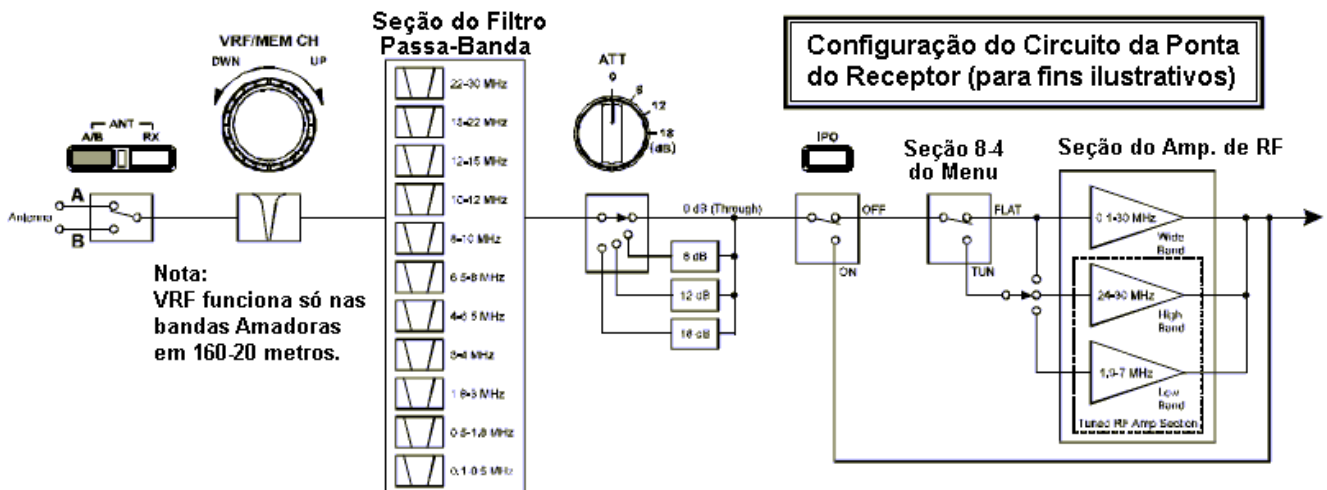 Seção do Filtro
Passa-Banda
VRF/MEM CH
DWN UP
ANT
A/B RX
Antenna
A
B
Nota:
VRF funciona só nas
bandas Amadoras
em 160-20 metros.
22-30 MHz
15-22 MHz
12-15 MHz
10-12 MHz
8-10 MHz
6.5-8 MHz
4-6.5 MHz
3-4 MHz
1.8-3 MHz
0.5-1.8 MHz
0.1-0.5 MHz
ATT
0
6
12
18
(dB)
0 dB (Through)
6 dB
12 dB
18 dB
Configuração do Circuito da Ponta
do Receptor (para fins ilustrativos)
IPO
OFF
ON
Seção 8-4
do Menu
FLAT
TUN
Seção do Amp. de RF
0.1-30 MHz
Wide
Band
24-30 MHz
High
Band
1.9-7 MHz
Low
Band
Tuned RF Amp Section